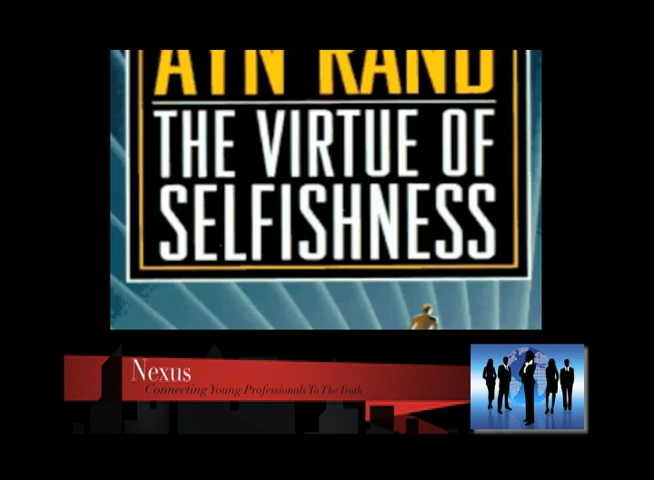 AYN RAND
THE VIRTUE OF
SELFISHNESS
Nexus
Connecting Young Professionals To The Truth